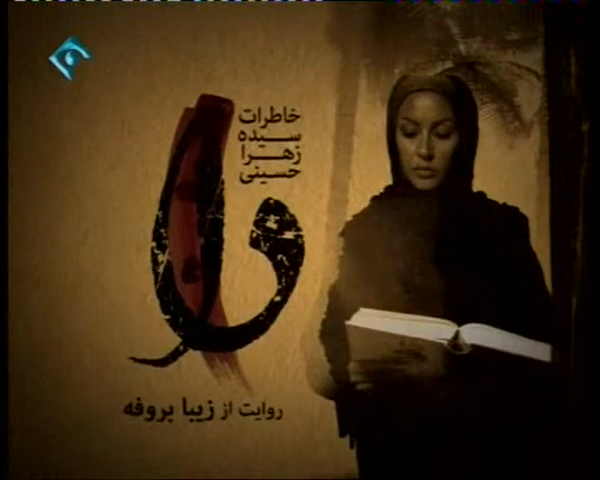 خاطرات
سیده
زهرا
حسینی
دا
روایت از زیبا بروفه